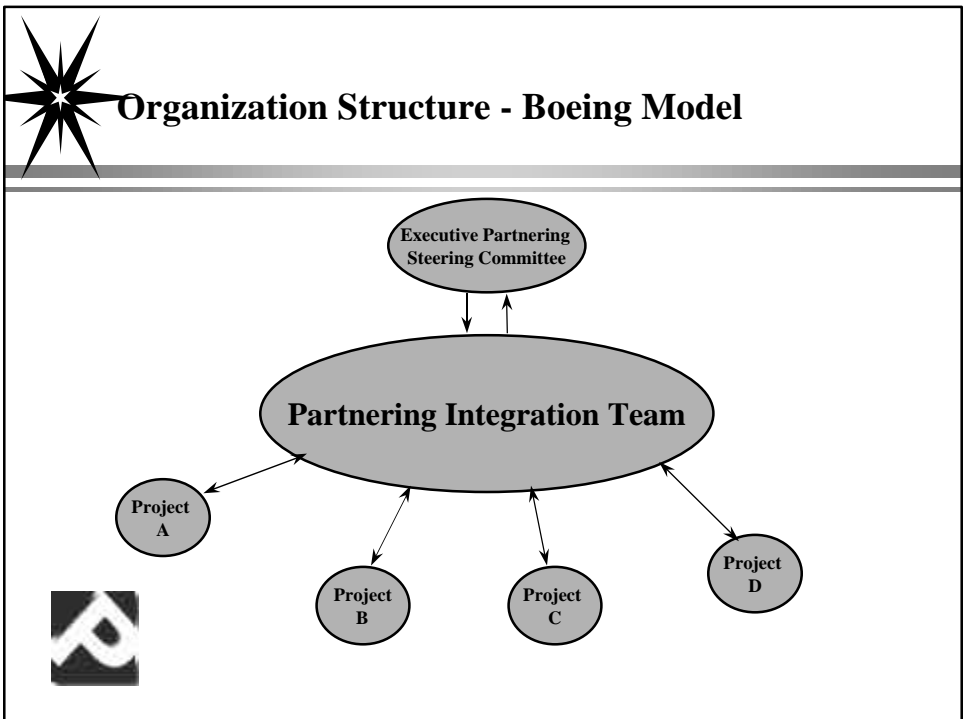 Organization Structure - Boeing Model
Executive Partnering
Steering Committee
Partnering Integration Team
Project
A
Project
B
Project
C
Project
D